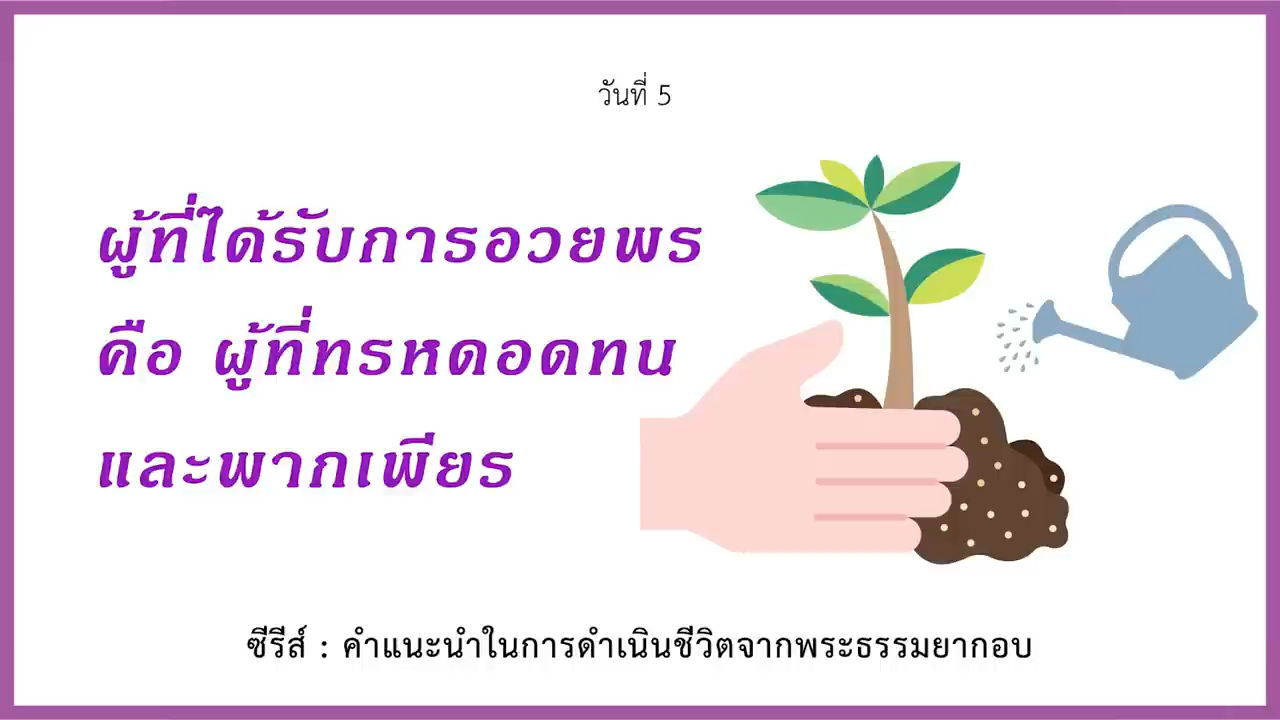 วันที่ 5
ผู้ที่ได้รับการอวยพร
คือ ผู้ที่ทรหดอดทน
และพากเพียร
ซีรีส์ : คำแนะนำในการดำเนินชีวิตจากพระธรรมยากอบ